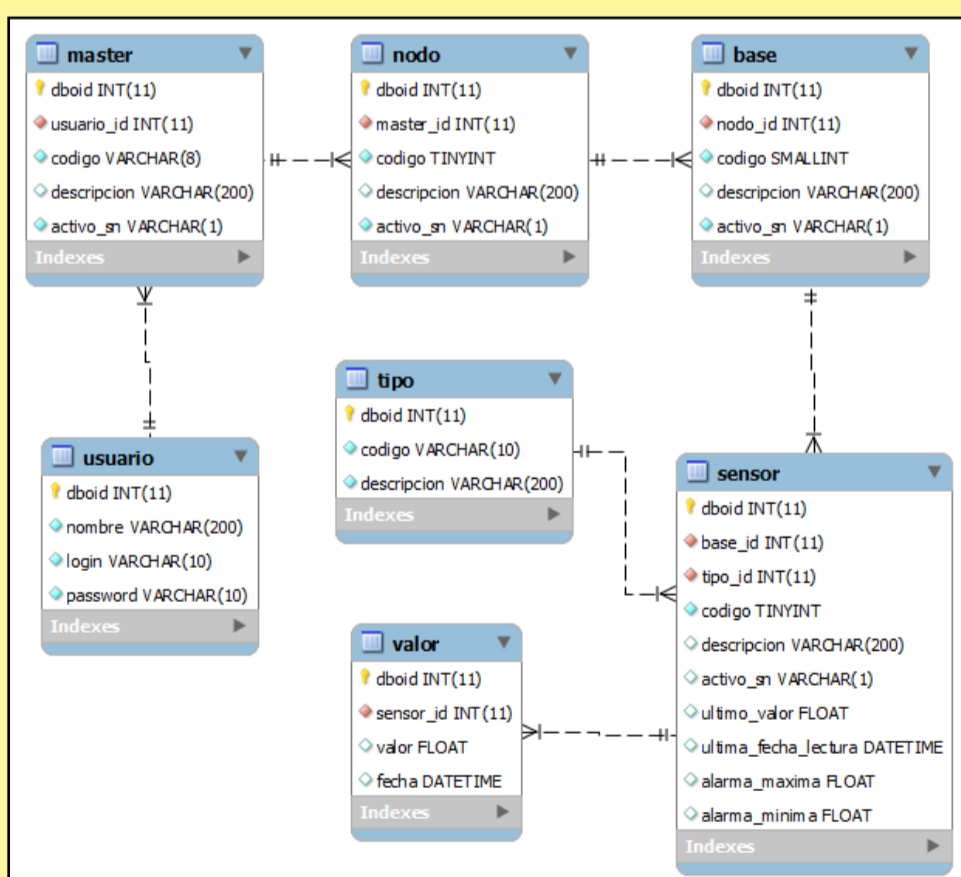 master
dboid INT(11)
usuario_id INT(11)
codigo VARCHAR(8)
descripcion VARCHAR(200)
activo_sn VARCHAR(1)
Indexes
nodo
dboid INT(11)
master_id INT(11)
codigo TINYINT
descripcion VARCHAR(200)
activo_sn VARCHAR(1)
Indexes
base
dboid INT(11)
nodo_id INT(11)
codigo SMALLINT
descripcion VARCHAR(200)
activo_sn VARCHAR(1)
Indexes
tipo
dboid INT(11)
codigo VARCHAR(10)
descripcion VARCHAR(200)
Indexes
usuario
dboid INT(11)
nombre VARCHAR(200)
login VARCHAR(10)
password VARCHAR(10)
Indexes
sensor
dboid INT(11)
base_id INT(11)
tipo_id INT(11)
codigo TINYINT
descripcion VARCHAR(200)
activo_sn VARCHAR(1)
ultimo_valor FLOAT
ultima_fecha_lectura DATETIME
alarma_maxima FLOAT
alarma_minima FLOAT
Indexes
valor
dboid INT(11)
sensor_id INT(11)
valor FLOAT
fecha DATETIME
Indexes